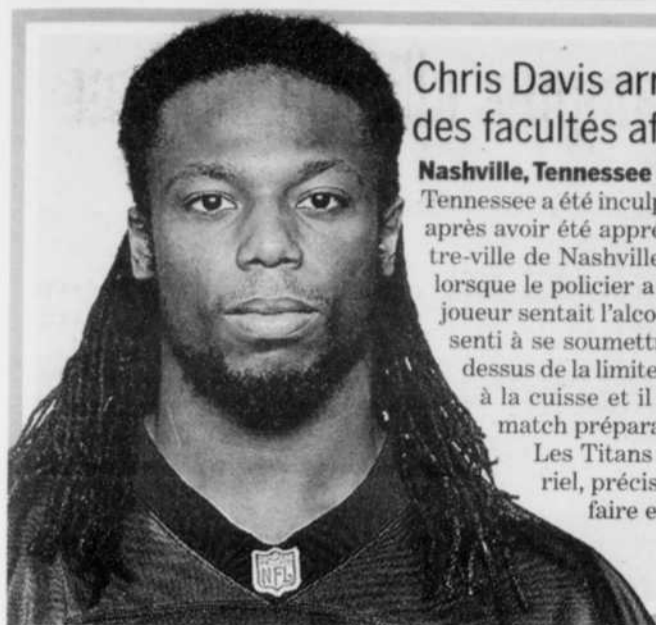 Chris Davis arr
des facultés af
Nashville, Tennessee
Tennessee a été inculp
après avoir été appré
tre-ville de Nashville
lorsque le policier a
joueur sentait l'alco
senti à se soumett
dessus de la limite
à la cuisse et il
match prépara
Les Titans
riel, précis
faire e
NFL